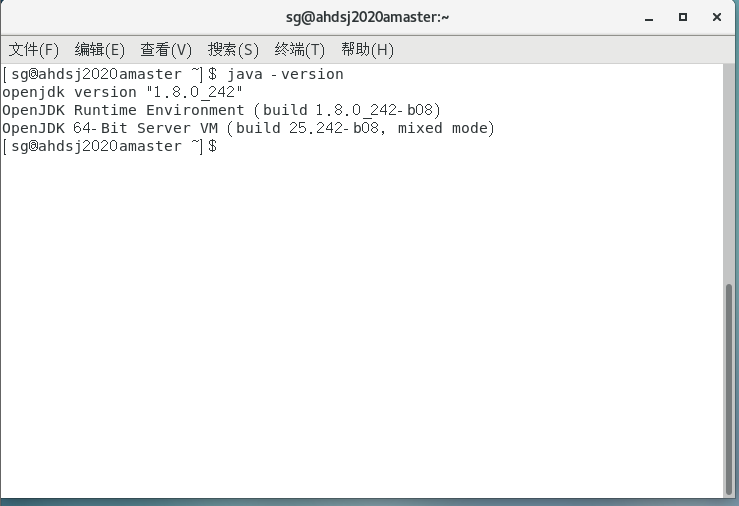 sg@ahdsj2020amaster:~
文件(F) 编辑(E) 查看(V) 搜索(S) 终端(T) 帮助(H)
[sg@ahdsj2020amaster ~]$ java -version
openjdk version "1.8.0_242"
OpenJDK Runtime Environment (build 1.8.0_242-b08)
OpenJDK 64-Bit Server VM (build 25.242-b08, mixed mode)
[sg@ahdsj2020amaster ~]$